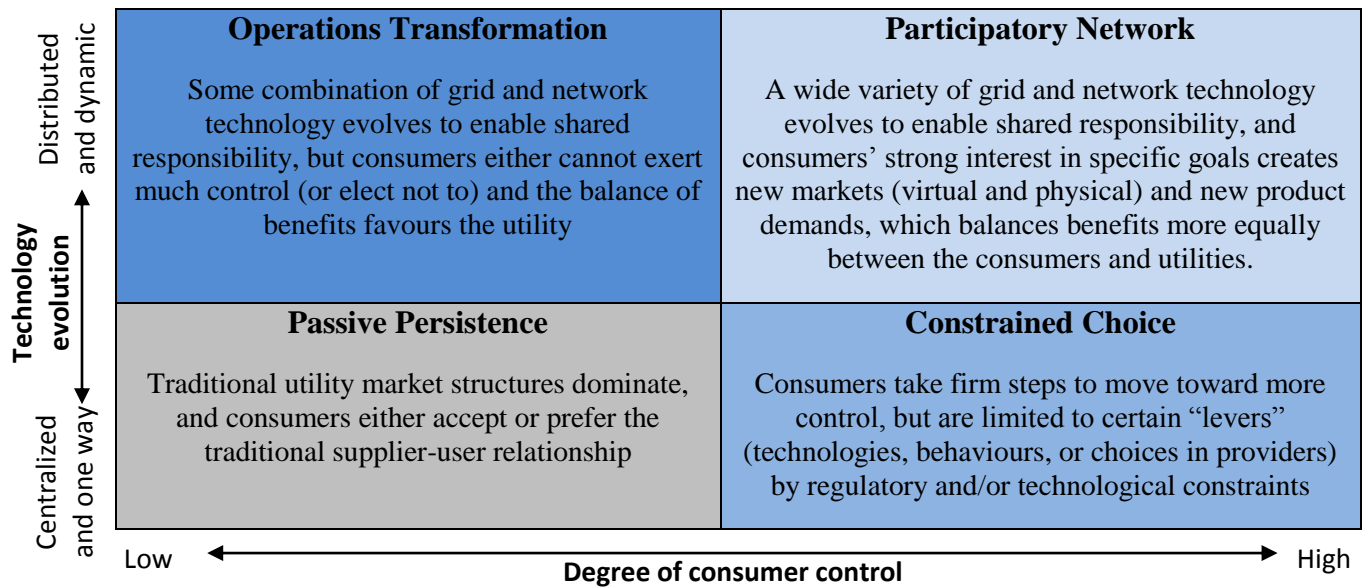 Distributed
and dynamic
Technology
evolution
Centralized
and one way
Operations Transformation
Some combination of grid and network
technology evolves to enable shared
responsibility, but consumers either cannot exert
much control (or elect not to) and the balance of
benefits favours the utility
Participatory Network
A wide variety of grid and network technology
evolves to enable shared responsibility, and
consumers’ strong interest in specific goals creates
new markets (virtual and physical) and new product
demands, which balances benefits more equally
between the consumers and utilities.
Passive Persistence
Traditional utility market structures dominate,
and consumers either accept or prefer the
traditional supplier-user relationship
Constrained Choice
Consumers take firm steps to move toward more
control, but are limited to certain “levers”
(technologies, behaviours, or choices in providers)
by regulatory and/or technological constraints
Low
Degree of consumer control
High